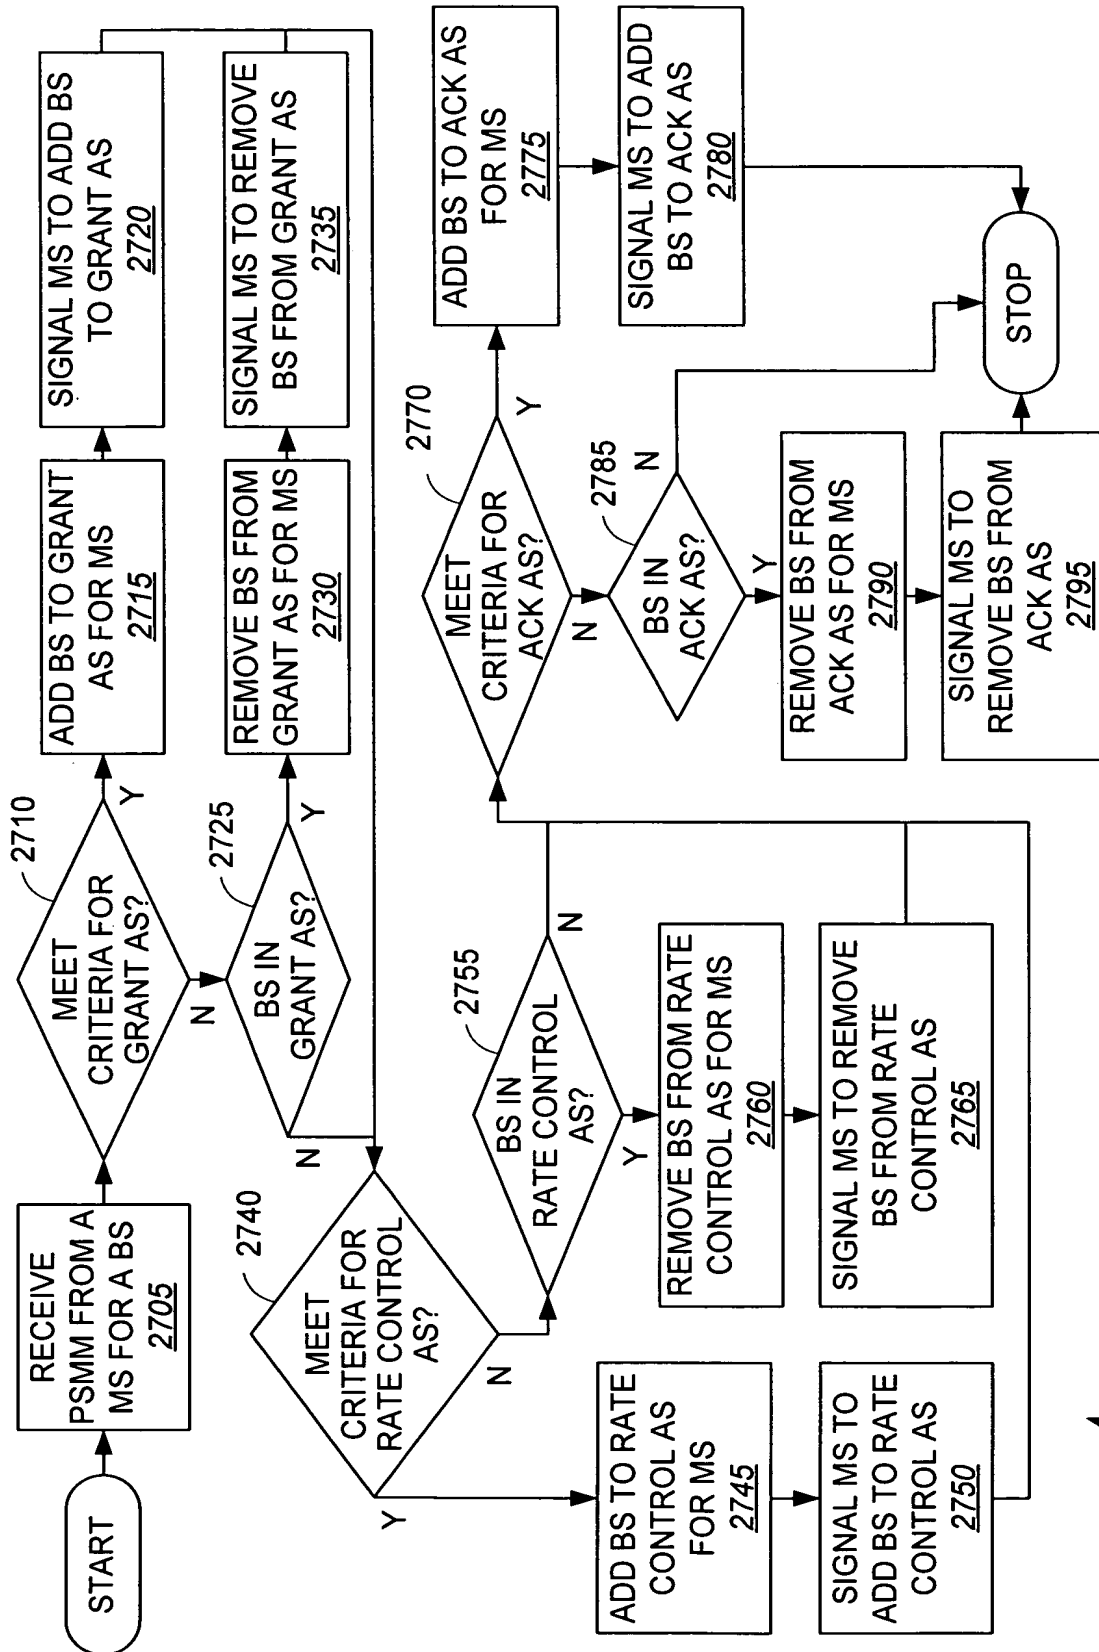 START
RECEIVE
PSMM FROM A
MS FOR A BS
2705
2710
MEET
CRITERIA FOR
GRANT AS?
Y
N
ADD BS TO GRANT
AS FOR MS
2715
SIGNAL MS TO ADD BS
TO GRANT AS
2720
2725
BS IN
GRANT AS?
Y
N
REMOVE BS FROM
GRANT AS FOR MS
2730
SIGNAL MS TO REMOVE
BS FROM GRANT AS
2735
2740
MEET
CRITERIA FOR
RATE CONTROL
AS?
Y
N
ADD BS TO RATE
CONTROL AS
FOR MS
2745
SIGNAL MS TO
ADD BS TO RATE
CONTROL AS
2750
2755
BS IN
RATE CONTROL
AS?
N
Y
REMOVE BS FROM RATE
CONTROL AS FOR MS
2760
SIGNAL MS TO REMOVE
BS FROM RATE
CONTROL AS
2765
2770
MEET
CRITERIA FOR
ACK AS?
Y
N
ADD BS TO ACK AS
FOR MS
2775
SIGNAL MS TO ADD
BS TO ACK AS
2780
2785
BS IN
ACK AS?
N
Y
REMOVE BS FROM
ACK AS FOR MS
2790
SIGNAL MS TO
REMOVE BS FROM
ACK AS
2795
STOP